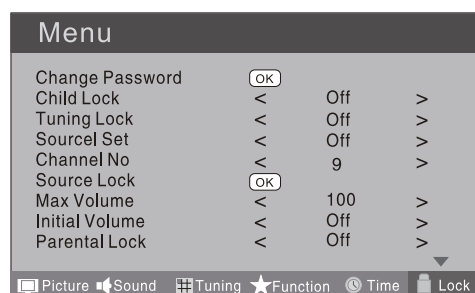 Menu
Change Password OK
Child Lock < Off >
Tuning Lock < Off >
Sourcel Set < Off >
Channel No < 9 >
Source Lock OK
Max Volume < 100 >
Initial Volume < Off >
Parental Lock < Off >
Picture Sound Tuning Function Time Lock